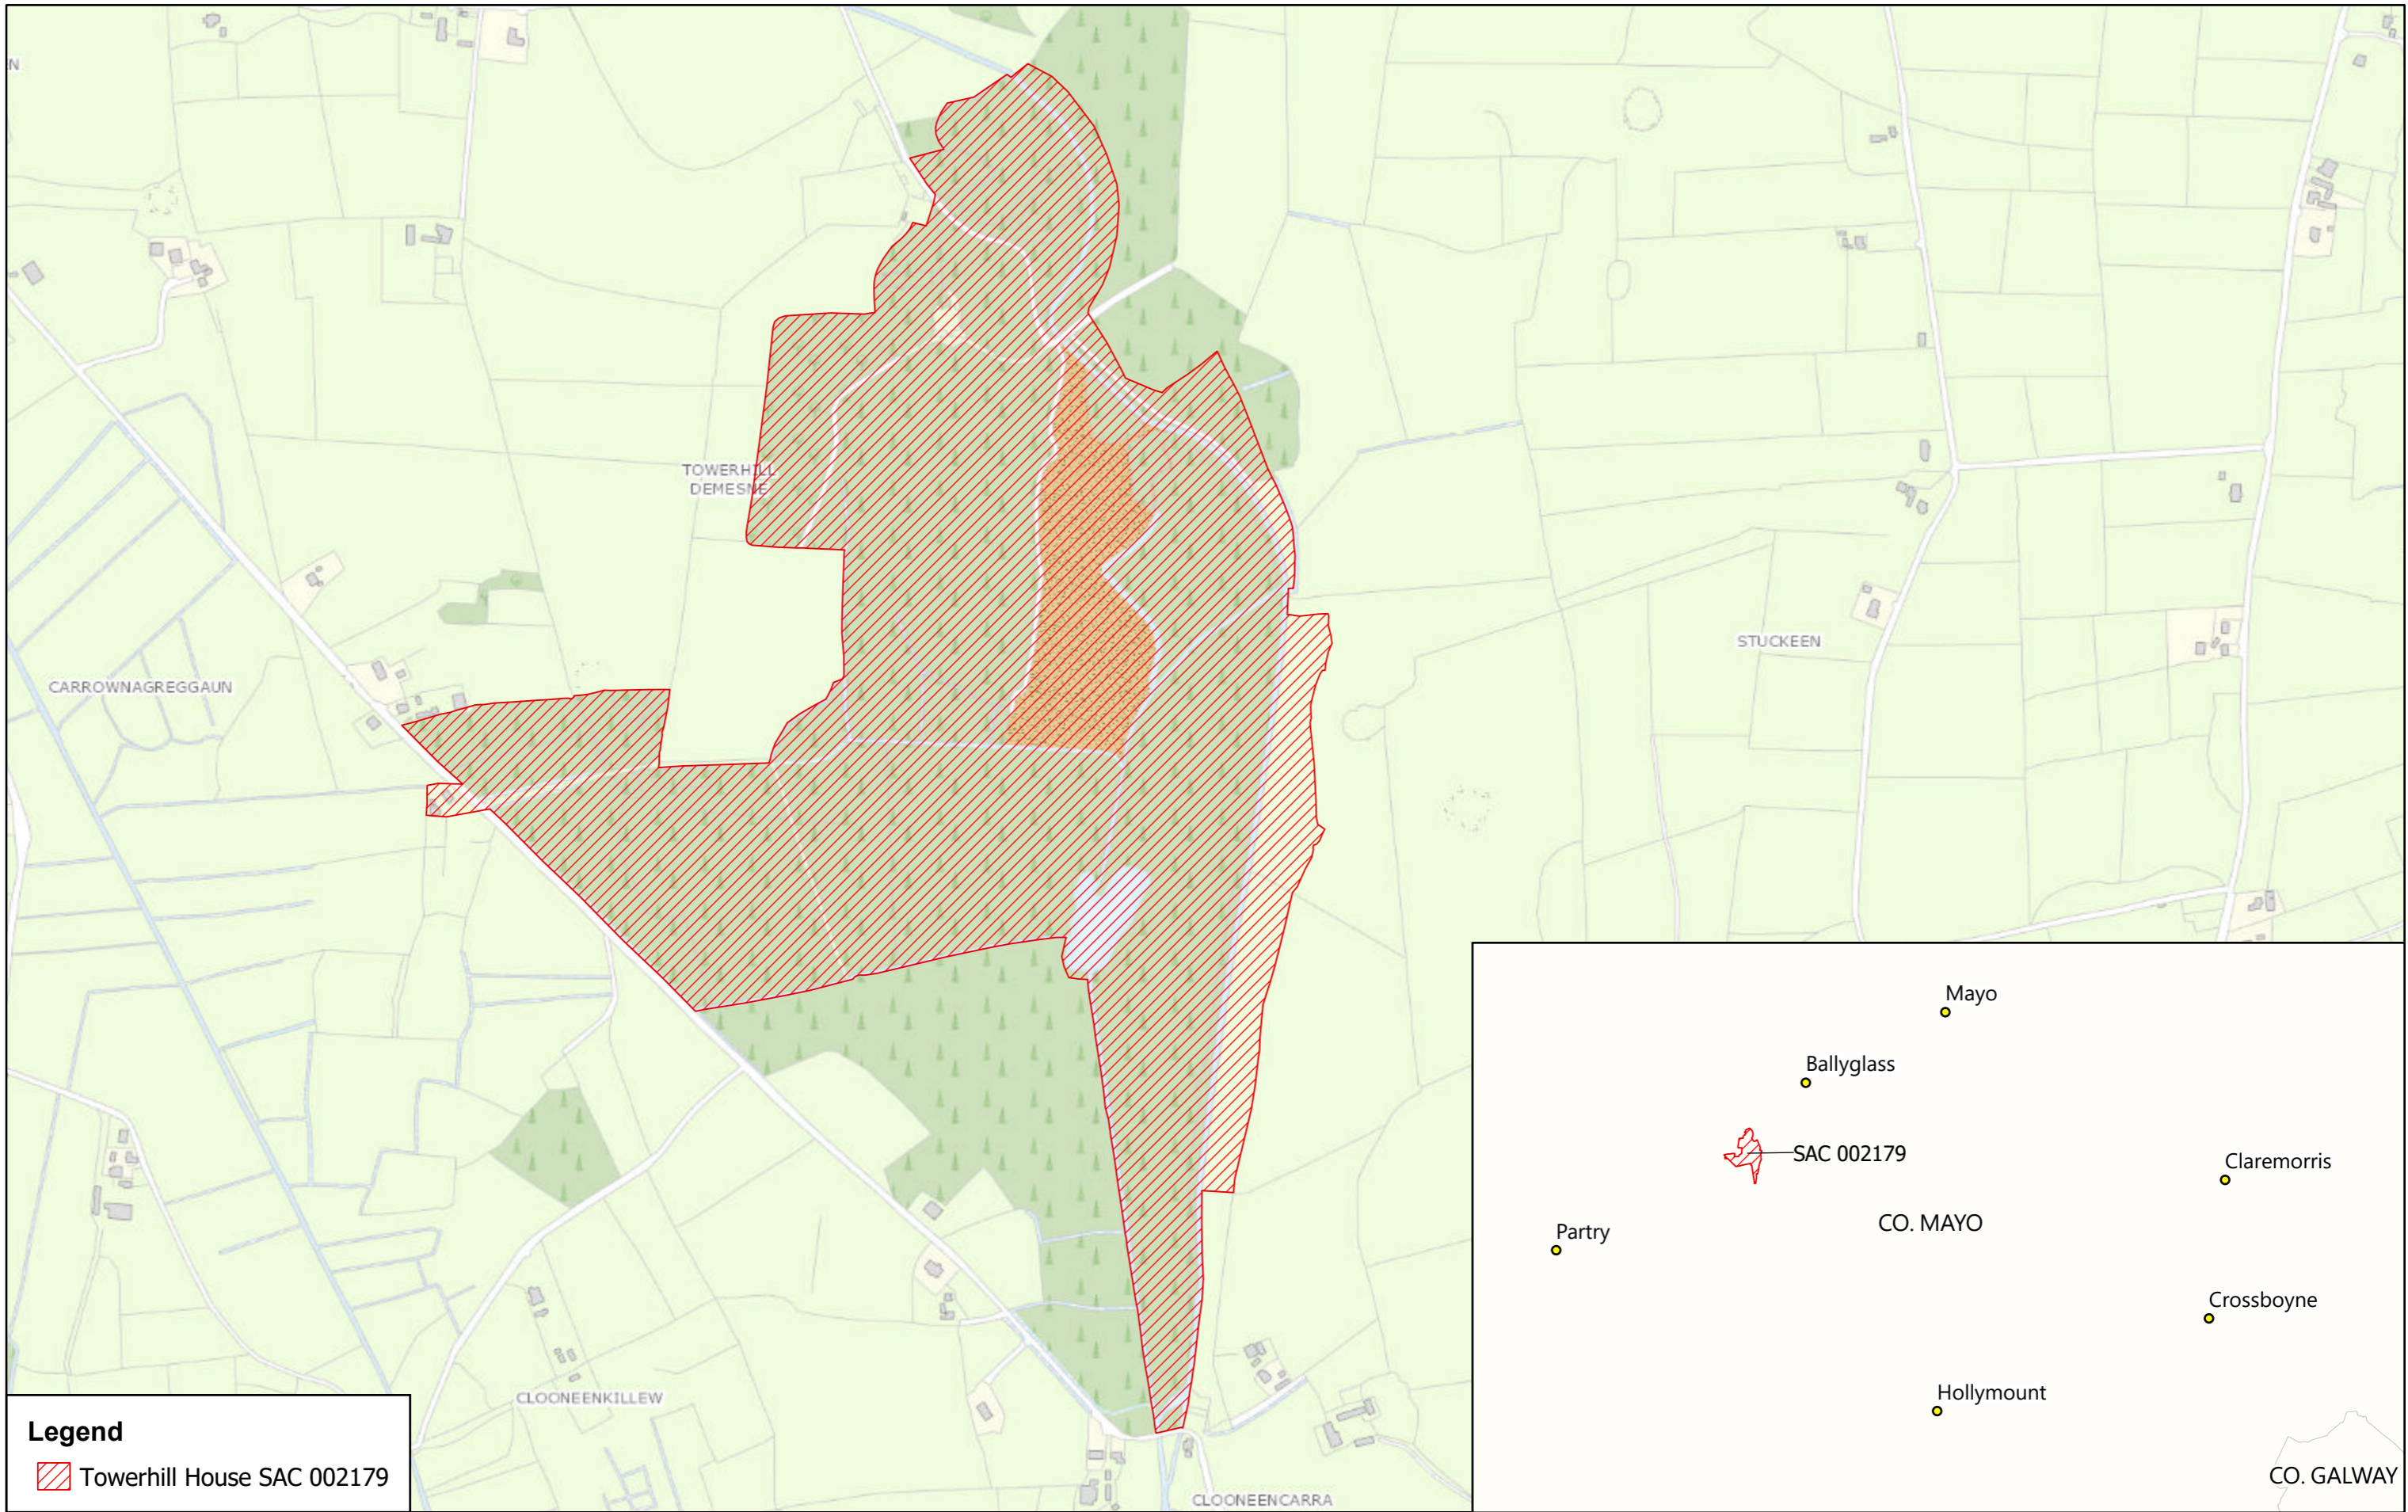 N
TOWERHILL
DEMESNE
STUCKEEN
CARROWNAGREGGAUN
CLOONEENKILLEW
CLOONEENCARRA
Mayo
Ballyglass
SAC 002179
Claremorris
CO. MAYO
Partry
Crossboyne
Hollymount
CO. GALWAY
Legend
Towerhill House SAC 002179